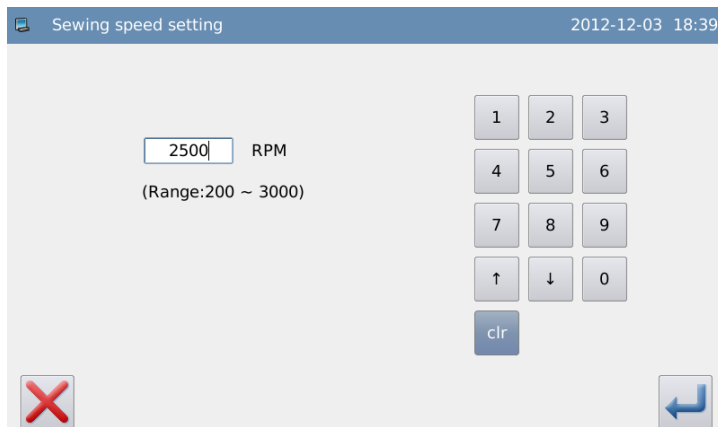 Sewing speed setting 2012-12-03 18:39
2500 RPM
(Range:200 ~ 3000)
1 2 3
4 5 6
7 8 9
↑ ↓ 0
clr